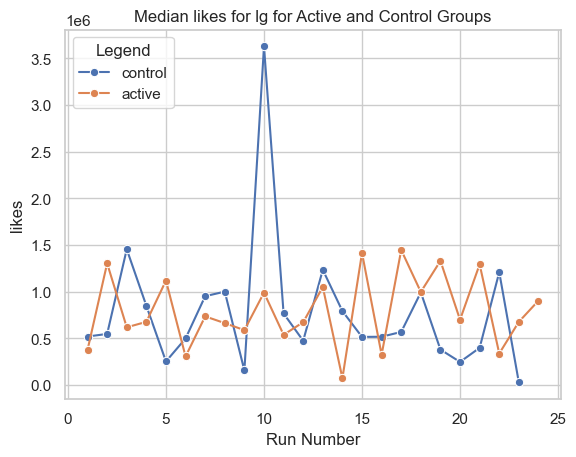 Median likes for lg for Active and Control Groups
1e6
Legend
control
active
3.5
3.0
2.5
2.0
1.5
1.0
0.5
0.0
likes
0 5 10 15 20 25
Run Number